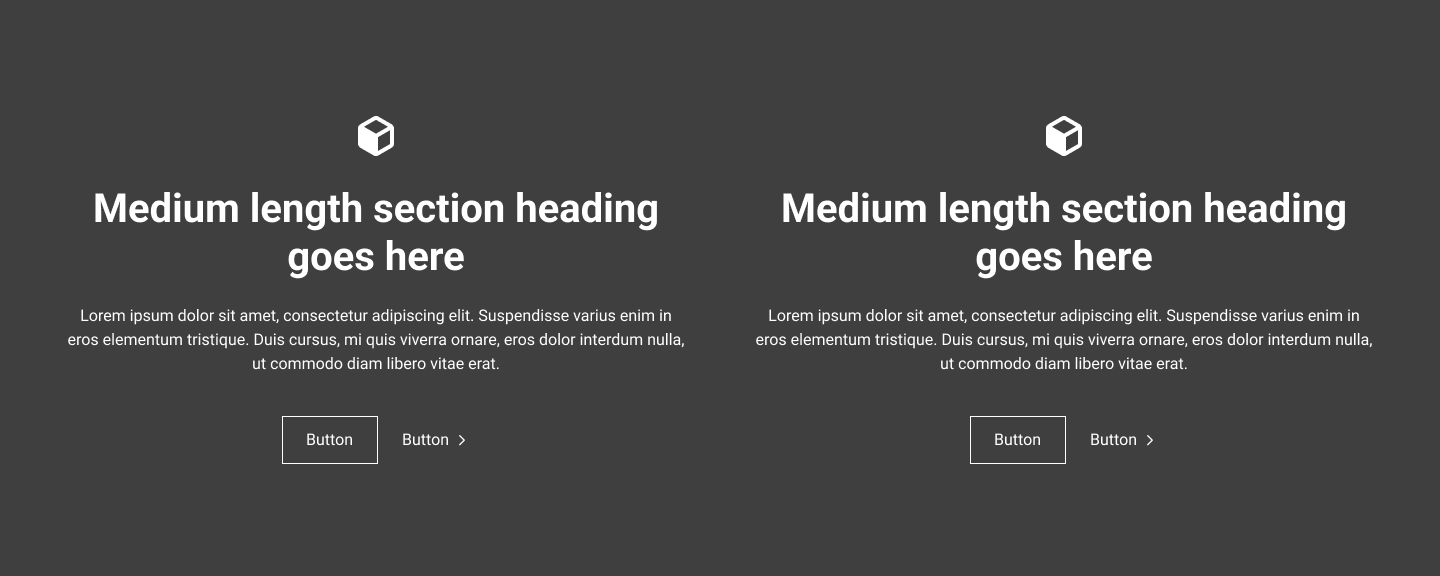 Medium length section heading
goes here
Lorem ipsum dolor sit amet, consectetur adipiscing elit. Suspendisse varius enim in
eros elementum tristique. Duis cursus, mi quis viverra ornare, eros dolor interdum nulla,
ut commodo diam libero vitae erat.
Button
Button
Medium length section heading
goes here
Lorem ipsum dolor sit amet, consectetur adipiscing elit. Suspendisse varius enim in
eros elementum tristique. Duis cursus, mi quis viverra ornare, eros dolor interdum nulla,
ut commodo diam libero vitae erat.
Button
Button